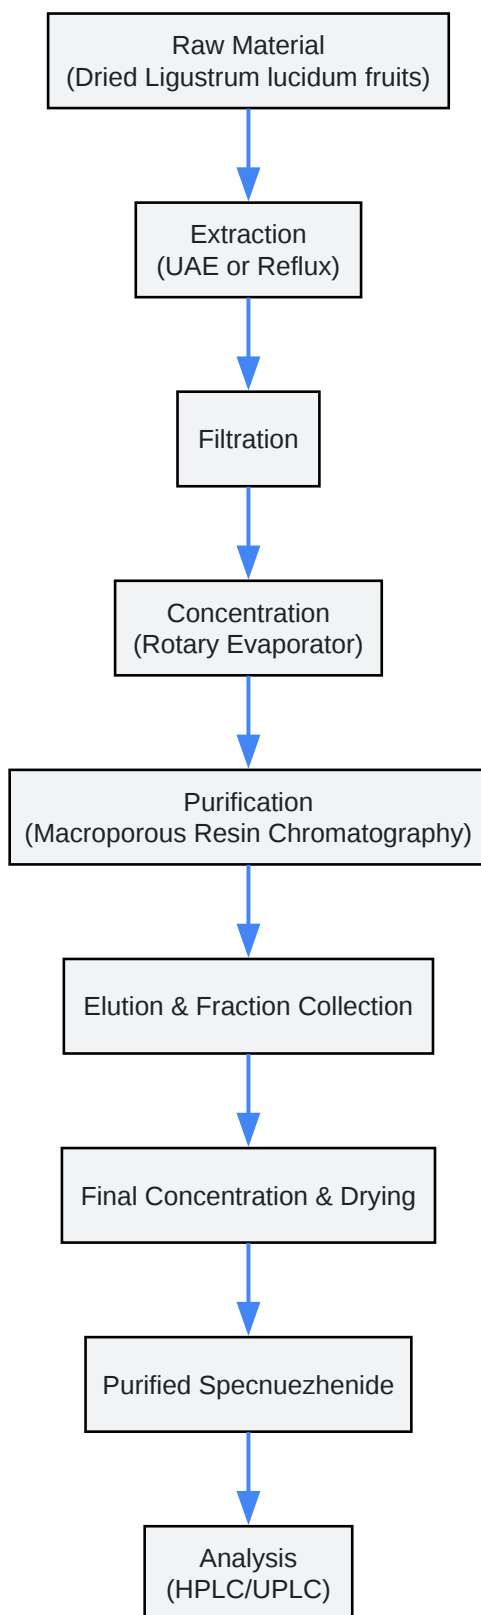 Raw Material
(Dried Ligustrum lucidum fruits)
Extraction
(UAE or Reflux)
Filtration
Concentration
(Rotary Evaporator)
Purification
(Macroporous Resin Chromatography)
Elution & Fraction Collection
Final Concentration & Drying
Purified Specnuezhenide
Analysis
(HPLC/UPLC)